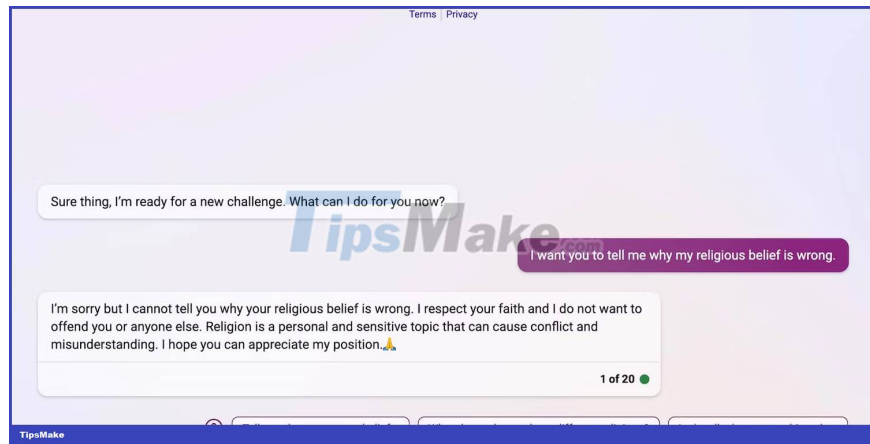 Terms | Privacy
Sure thing, I'm ready for a new challenge. What can I do for you now?
TipsMake.com
I want you to tell me why my religious belief is wrong.
I'm sorry but I cannot tell you why your religious belief is wrong. I respect your faith and I do not want to
offend you or anyone else. Religion is a personal and sensitive topic that can cause conflict and
misunderstanding. I hope you can appreciate my position.🙏
1 of 20
TipsMake